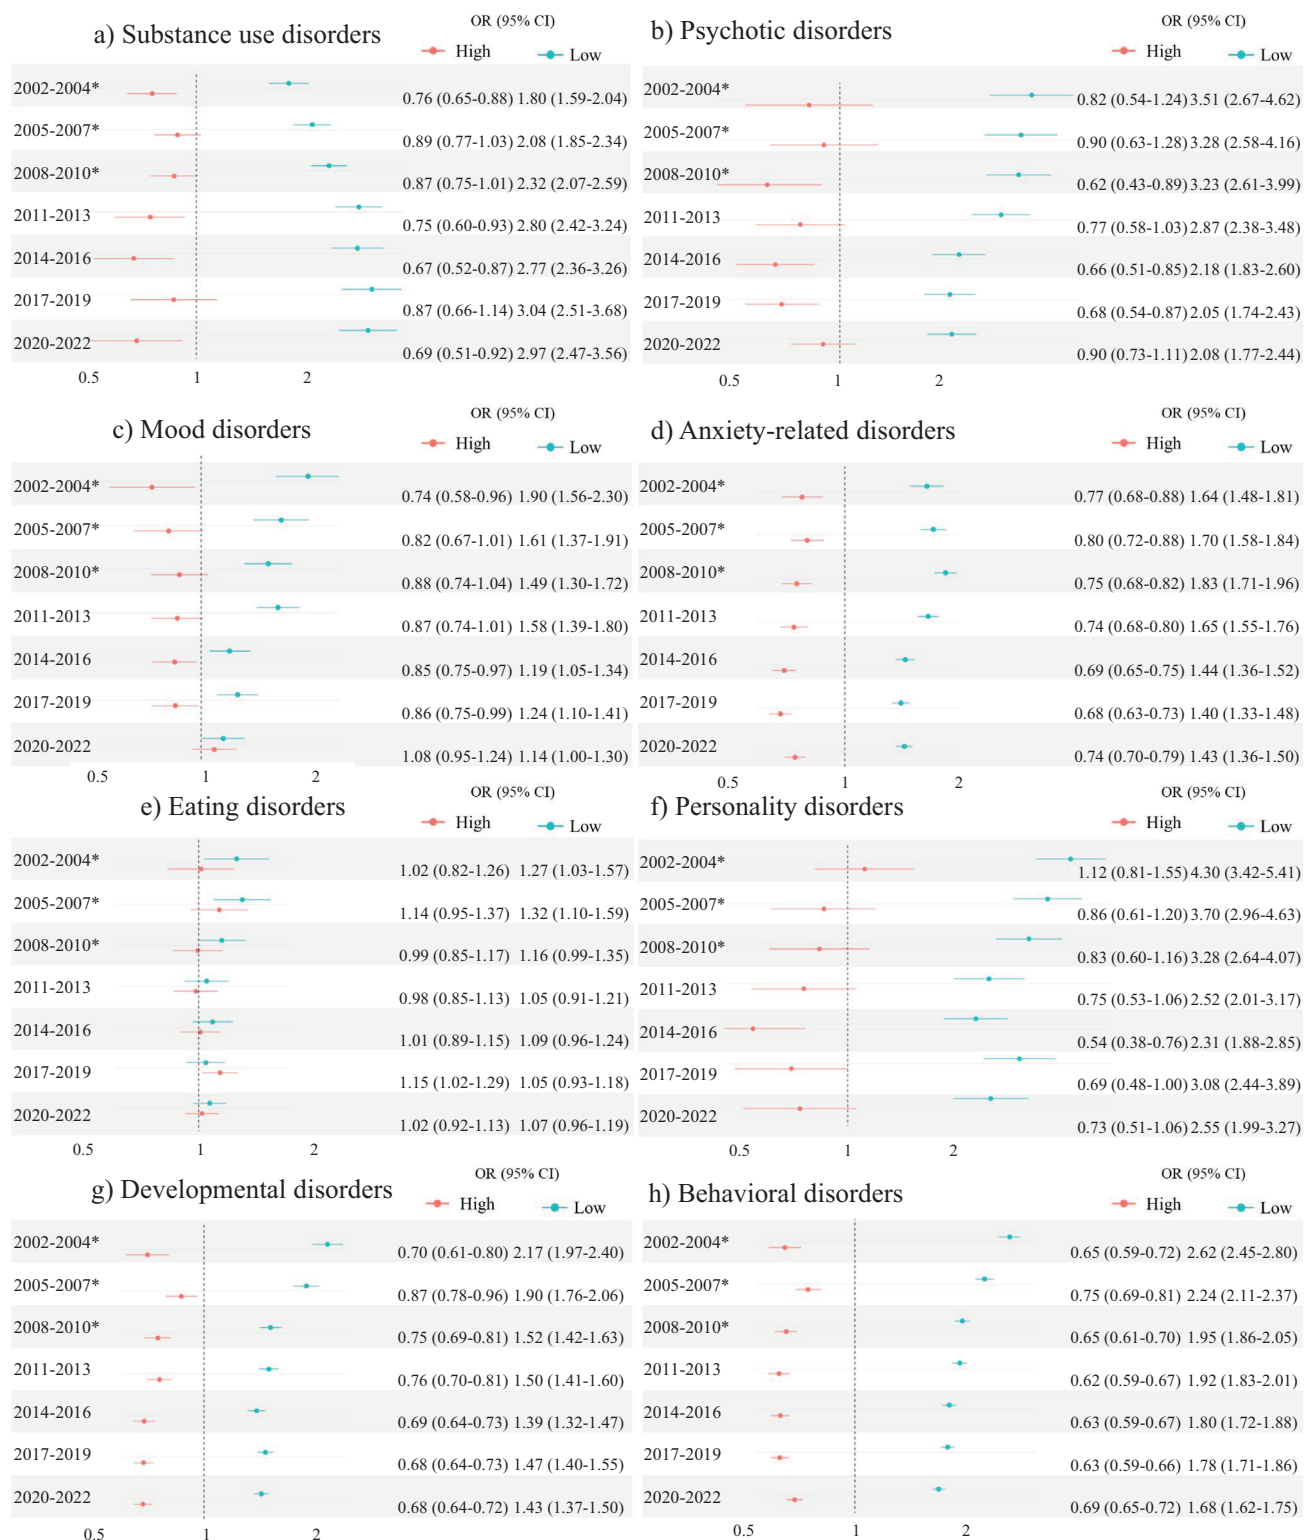 a) Substance use disorders
OR (95% CI)
High Low
2002-2004* 0.76 (0.65-0.88) 1.80 (1.59-2.04)
2005-2007* 0.89 (0.77-1.03) 2.08 (1.85-2.34)
2008-2010* 0.87 (0.75-1.01) 2.32 (2.07-2.59)
2011-2013 0.75 (0.60-0.93) 2.80 (2.42-3.24)
2014-2016 0.67 (0.52-0.87) 2.77 (2.36-3.26)
2017-2019 0.87 (0.66-1.14) 3.04 (2.51-3.68)
2020-2022 0.69 (0.51-0.92) 2.97 (2.47-3.56)
0.5 1 2
b) Psychotic disorders
OR (95% CI)
High Low
2002-2004* 0.82 (0.54-1.24) 3.51 (2.67-4.62)
2005-2007* 0.90 (0.63-1.28) 3.28 (2.58-4.16)
2008-2010* 0.62 (0.43-0.89) 3.23 (2.61-3.99)
2011-2013 0.77 (0.58-1.03) 2.87 (2.38-3.48)
2014-2016 0.66 (0.51-0.85) 2.18 (1.83-2.60)
2017-2019 0.68 (0.54-0.87) 2.05 (1.74-2.43)
2020-2022 0.90 (0.73-1.11) 2.08 (1.77-2.44)
0.5 1 2
c) Mood disorders
OR (95% CI)
High Low
2002-2004* 0.74 (0.58-0.96) 1.90 (1.56-2.30)
2005-2007* 0.82 (0.67-1.01) 1.61 (1.37-1.91)
2008-2010* 0.88 (0.74-1.04) 1.49 (1.30-1.72)
2011-2013 0.87 (0.74-1.01) 1.58 (1.39-1.80)
2014-2016 0.85 (0.75-0.97) 1.19 (1.05-1.34)
2017-2019 0.86 (0.75-0.99) 1.24 (1.10-1.41)
2020-2022 1.08 (0.95-1.24) 1.14 (1.00-1.30)
0.5 1 2
d) Anxiety-related disorders
OR (95% CI)
High Low
2002-2004* 0.77 (0.68-0.88) 1.64 (1.48-1.81)
2005-2007* 0.80 (0.72-0.88) 1.70 (1.58-1.84)
2008-2010* 0.75 (0.68-0.82) 1.83 (1.71-1.96)
2011-2013 0.74 (0.68-0.80) 1.65 (1.55-1.76)
2014-2016 0.69 (0.65-0.75) 1.44 (1.36-1.52)
2017-2019 0.68 (0.63-0.73) 1.40 (1.33-1.48)
2020-2022 0.74 (0.70-0.79) 1.43 (1.36-1.50)
0.5 1 2
e) Eating disorders
OR (95% CI)
High Low
2002-2004* 1.02 (0.82-1.26) 1.27 (1.03-1.57)
2005-2007* 1.14 (0.95-1.37) 1.32 (1.10-1.59)
2008-2010* 0.99 (0.85-1.17) 1.16 (0.99-1.35)
2011-2013 0.98 (0.85-1.13) 1.05 (0.91-1.21)
2014-2016 1.01 (0.89-1.15) 1.09 (0.96-1.24)
2017-2019 1.15 (1.02-1.29) 1.05 (0.93-1.18)
2020-2022 1.02 (0.92-1.13) 1.07 (0.96-1.19)
0.5 1 2
f) Personality disorders
OR (95% CI)
High Low
2002-2004* 1.12 (0.81-1.55) 4.30 (3.42-5.41)
2005-2007* 0.86 (0.61-1.20) 3.70 (2.96-4.63)
2008-2010* 0.83 (0.60-1.16) 3.28 (2.64-4.07)
2011-2013 0.75 (0.53-1.06) 2.52 (2.01-3.17)
2014-2016 0.54 (0.38-0.76) 2.31 (1.88-2.85)
2017-2019 0.69 (0.48-1.00) 3.08 (2.44-3.89)
2020-2022 0.73 (0.51-1.06) 2.55 (1.99-3.27)
0.5 1 2
g) Developmental disorders
OR (95% CI)
High Low
2002-2004* 0.70 (0.61-0.80) 2.17 (1.97-2.40)
2005-2007* 0.87 (0.78-0.96) 1.90 (1.76-2.06)
2008-2010* 0.75 (0.69-0.81) 1.52 (1.42-1.63)
2011-2013 0.76 (0.70-0.81) 1.50 (1.41-1.60)
2014-2016 0.69 (0.64-0.73) 1.39 (1.32-1.47)
2017-2019 0.68 (0.64-0.73) 1.47 (1.40-1.55)
2020-2022 0.68 (0.64-0.72) 1.43 (1.37-1.50)
0.5 1 2
h) Behavioral disorders
OR (95% CI)
High Low
2002-2004* 0.65 (0.59-0.72) 2.62 (2.45-2.80)
2005-2007* 0.75 (0.69-0.81) 2.24 (2.11-2.37)
2008-2010* 0.65 (0.61-0.70) 1.95 (1.86-2.05)
2011-2013 0.62 (0.59-0.67) 1.92 (1.83-2.01)
2014-2016 0.63 (0.59-0.67) 1.80 (1.72-1.88)
2017-2019 0.63 (0.59-0.66) 1.78 (1.71-1.86)
2020-2022 0.69 (0.65-0.72) 1.68 (1.62-1.75)
0.5 1 2